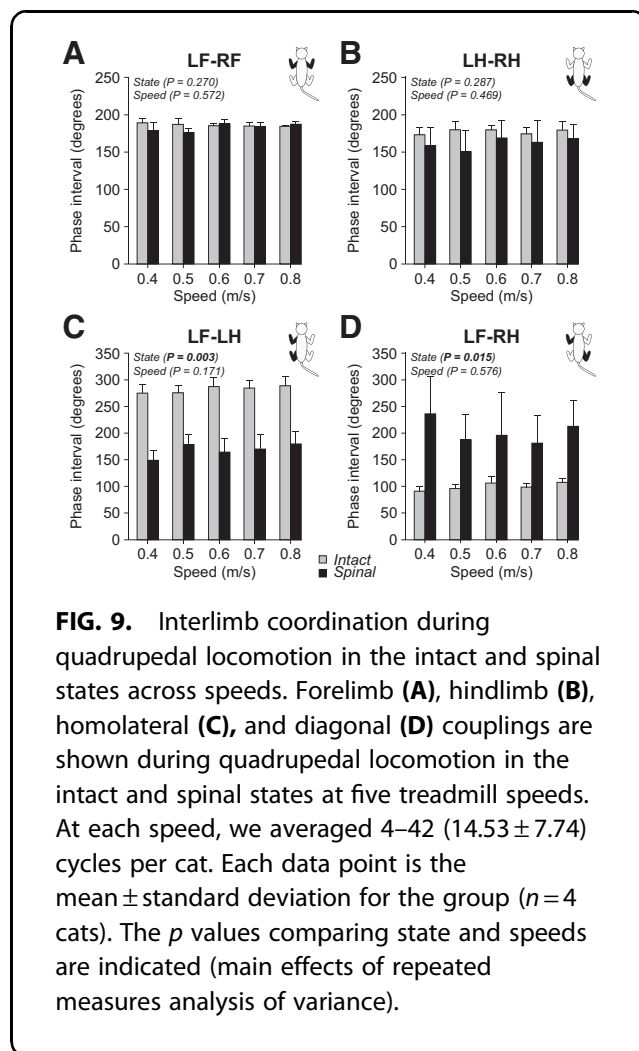 A
LF-RF
State (P = 0.270)
Speed (P = 0.572)
Phase interval (degrees)
250
200
150
100
50
0
0.4 0.5 0.6 0.7 0.8
Speed (m/s)
B
LH-RH
State (P = 0.287)
Speed (P = 0.469)
Phase interval (degrees)
250
200
150
100
50
0
0.4 0.5 0.6 0.7 0.8
Speed (m/s)
C
LF-LH
State (P = 0.003)
Speed (P = 0.171)
Phase interval (degrees)
350
300
250
200
150
100
50
0
0.4 0.5 0.6 0.7 0.8
Speed (m/s)
D
LF-RH
State (P = 0.015)
Speed (P = 0.576)
Phase interval (degrees)
350
300
250
200
150
100
50
0
0.4 0.5 0.6 0.7 0.8
Speed (m/s)
Intact
Spinal
FIG. 9. Interlimb coordination during
quadrupedal locomotion in the intact and spinal
states across speeds. Forelimb (A), hindlimb (B),
homolateral (C), and diagonal (D) couplings are
shown during quadrupedal locomotion in the
intact and spinal states at five treadmill speeds.
At each speed, we averaged 4–42 (14.53 ± 7.74)
cycles per cat. Each data point is the
mean ± standard deviation for the group (n = 4
cats). The p values comparing state and speeds
are indicated (main effects of repeated
measures analysis of variance).